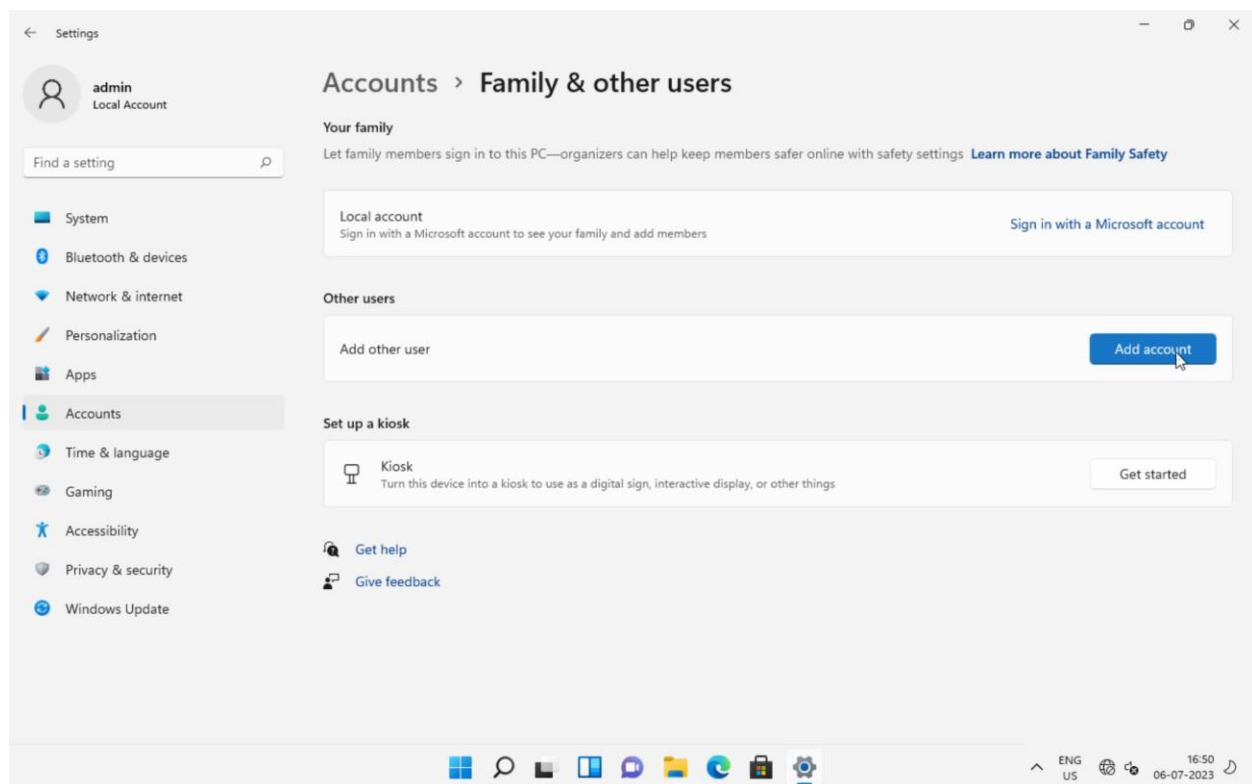 Settings
admin
Local Account
Find a setting
System
Bluetooth & devices
Network & internet
Personalization
Apps
Accounts
Time & language
Gaming
Accessibility
Privacy & security
Windows Update
Accounts > Family & other users
Your family
Let family members sign in to this PC—organizers can help keep members safer online with safety settings Learn more about Family Safety
Local account
Sign in with a Microsoft account to see your family and add members
Sign in with a Microsoft account
Other users
Add other user
Add account
Set up a kiosk
Kiosk
Turn this device into a kiosk to use as a digital sign, interactive display, or other things
Get started
Get help
Give feedback
ENG
US
16:50
06-07-2023